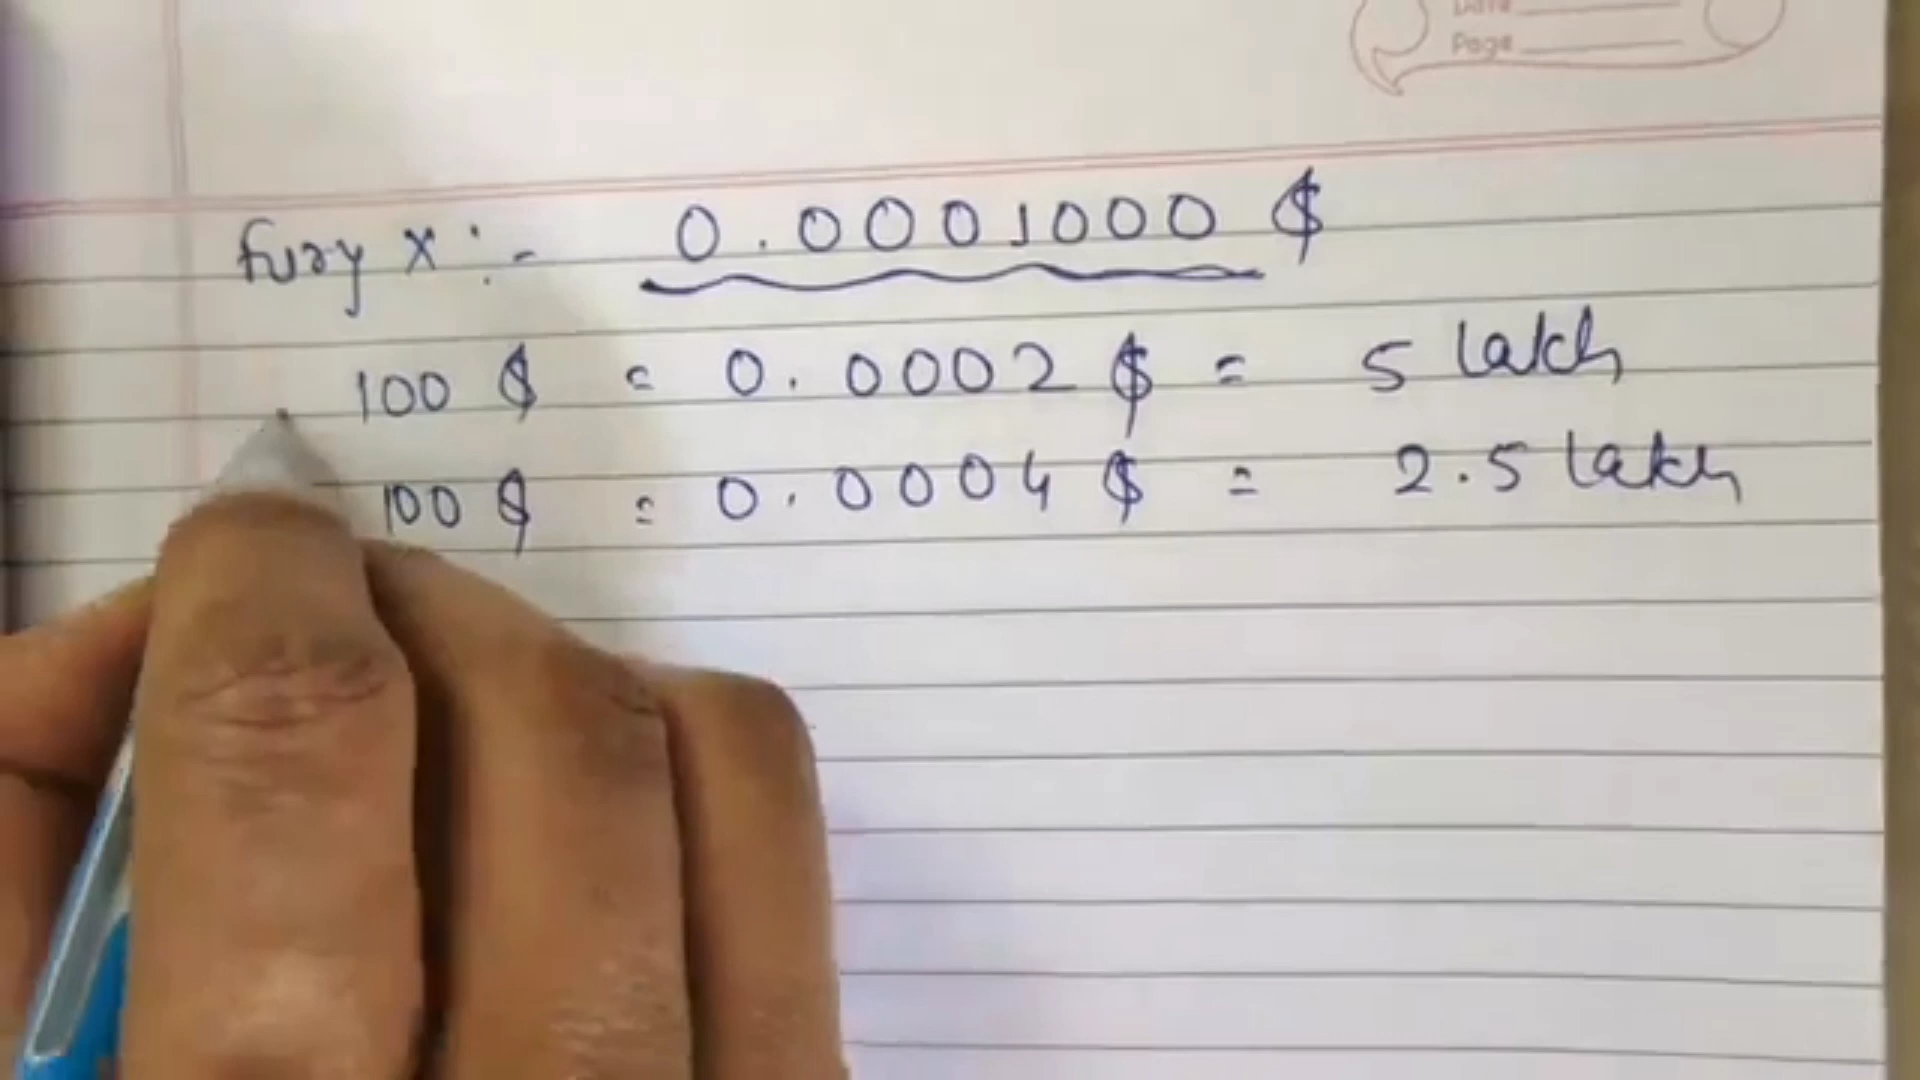 Date
Page
fury x :- 0.0001000 $
100 $ = 0.0002 $ = 5 lakh
100 $ = 0.0004 $ = 2.5 lakh